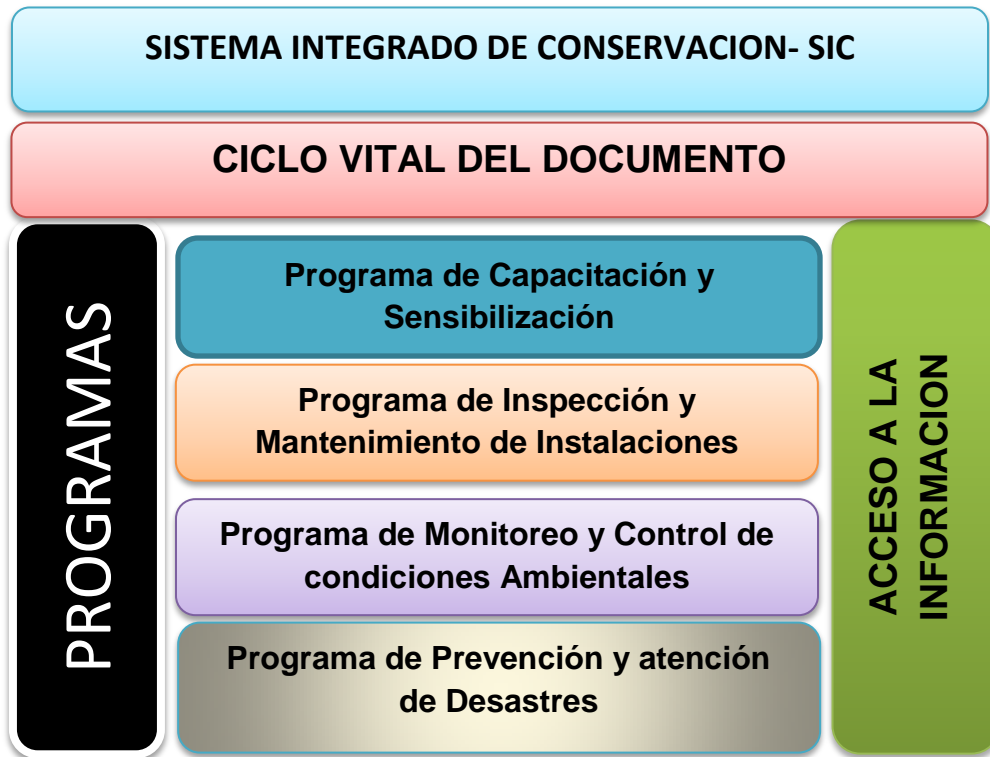 SISTEMA INTEGRADO DE CONSERVACION- SIC
CICLO VITAL DEL DOCUMENTO
PROGRAMAS
Programa de Capacitación y
Sensibilización
Programa de Inspección y
Mantenimiento de Instalaciones
Programa de Monitoreo y Control de
condiciones Ambientales
Programa de Prevención y atención
de Desastres
ACCESO A LA
INFORMACION